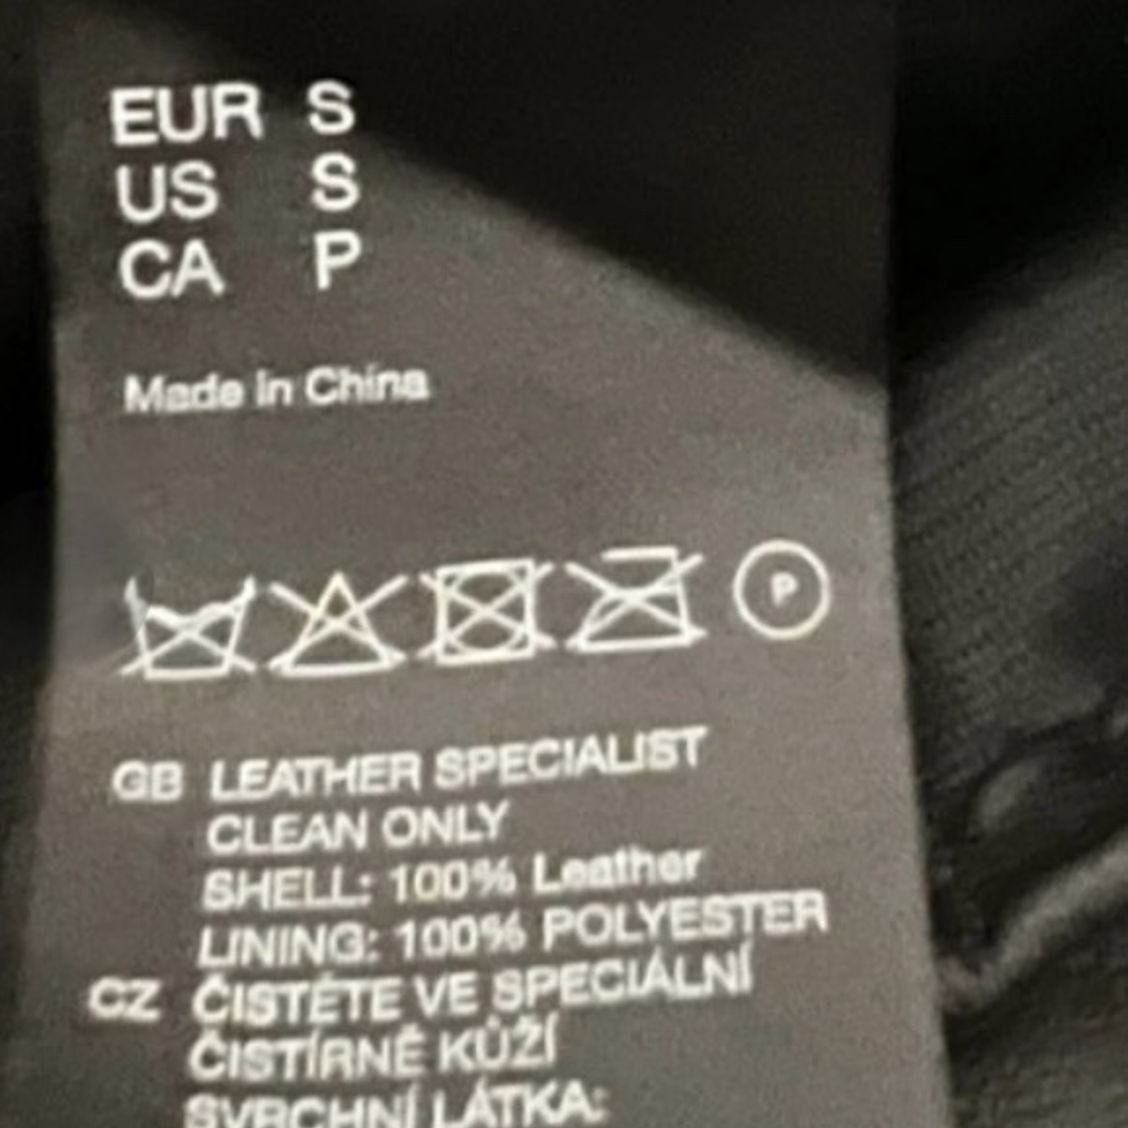 EUR S
US S
CA P
Made in China
P
GB LEATHER SPECIALIST
CLEAN ONLY
SHELL: 100% Leather
LINING: 100% POLYESTER
CZ ČISTĚTE VE SPECIÁLNÍ
ČISTÍRNĚ KŮŽÍ
SVRCHNÍ LÁTKA: